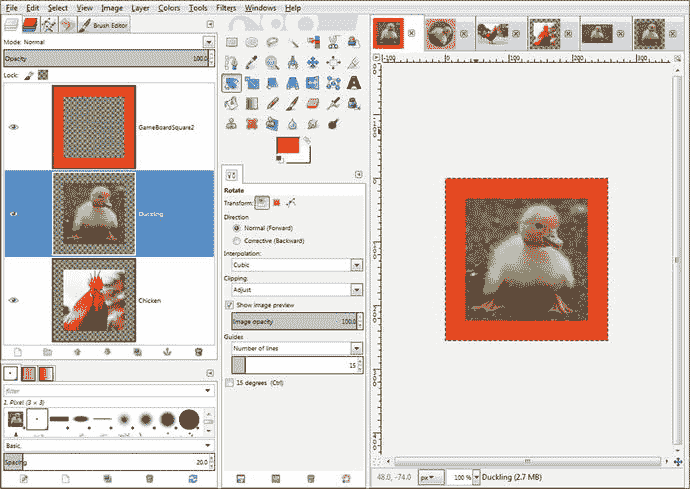 File Edit Select View Image Layer Colors Tools Filters Windows Help
Brush Editor
Mode: Normal
Opacity 100.0
Lock:
GameBoardSquare2
Duckling
Chicken
filter
2. Pixel (3 × 3)
Basic,
Spacing 20.0
Rotate
Transform:
Direction
Normal (Forward)
Corrective (Backward)
Interpolation:
Cubic
Clipping:
Adjust
Show image preview
Image opacity 100.0
Guides
Number of lines
15
15 degrees (Ctrl)
-100 0 100 200 300
48.0, -74.0 px 100 % Duckling (2.7 MB)